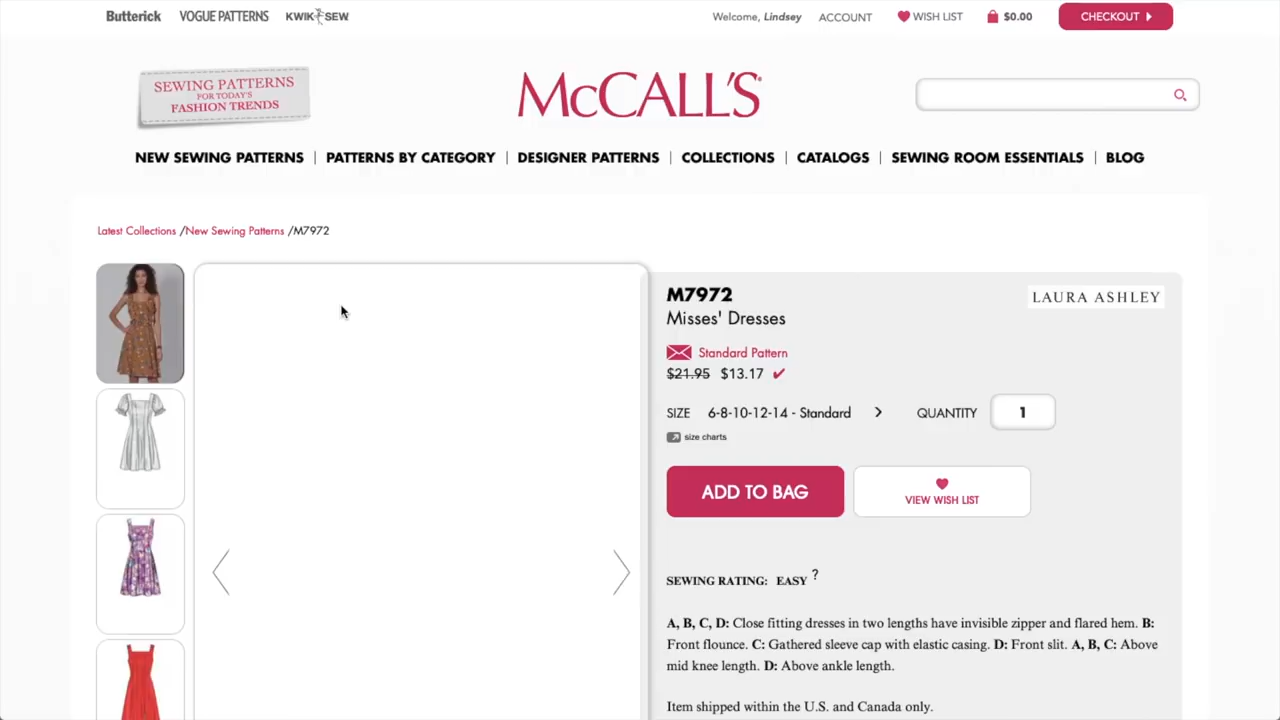 Butterick VOGUE PATTERNS KWIK SEW Welcome, Lindsey ACCOUNT WISH LIST $0.00 CHECKOUT
SEWING PATTERNS
FOR TODAY'S
FASHION TRENDS
McCALL'S
NEW SEWING PATTERNS | PATTERNS BY CATEGORY | DESIGNER PATTERNS | COLLECTIONS | CATALOGS | SEWING ROOM ESSENTIALS | BLOG
Latest Collections /New Sewing Patterns /M7972
M7972
LAURA ASHLEY
Misses' Dresses
Standard Pattern
$21.95 $13.17
SIZE 6-8-10-12-14 - Standard QUANTITY 1
size charts
ADD TO BAG
VIEW WISH LIST
SEWING RATING: EASY ?
A, B, C, D: Close fitting dresses in two lengths have invisible zipper and flared hem. B:
Front flounce. C: Gathered sleeve cap with elastic casing. D: Front slit. A, B, C: Above
mid knee length. D: Above ankle length.
Item shipped within the U.S. and Canada only.